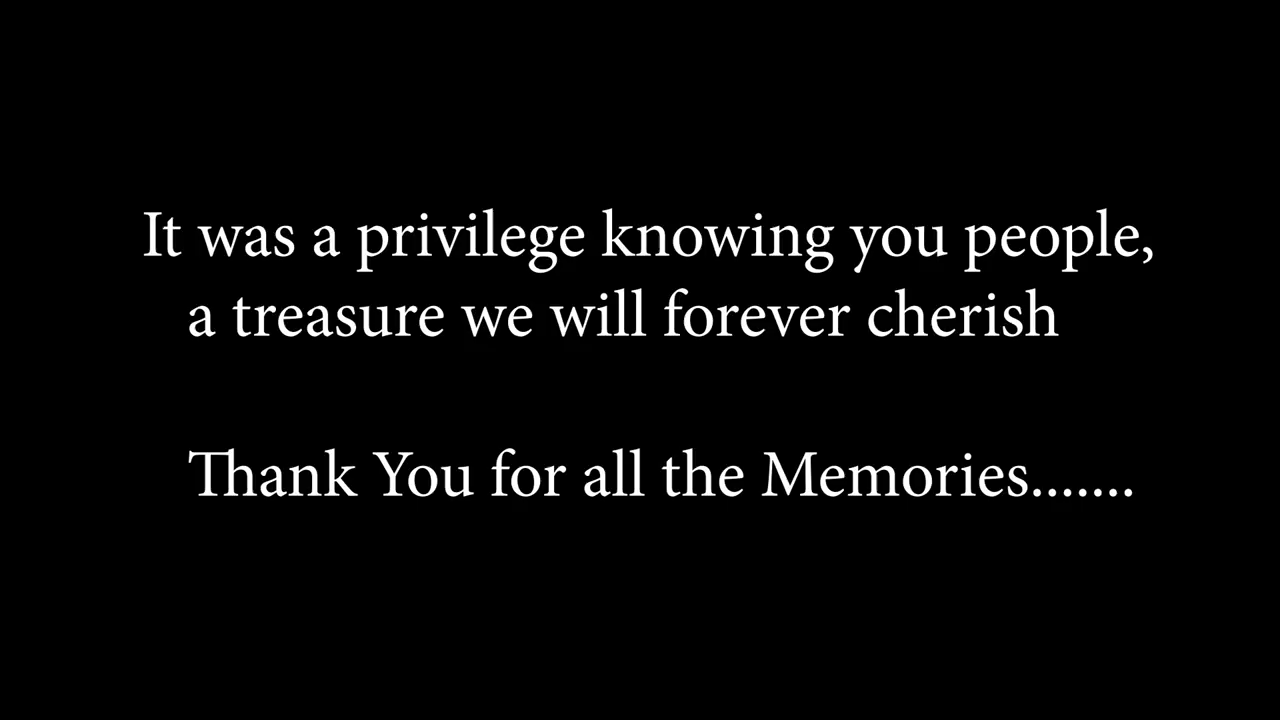 It was a privilege knowing you people,
a treasure we will forever cherish
Thank You for all the Memories.......